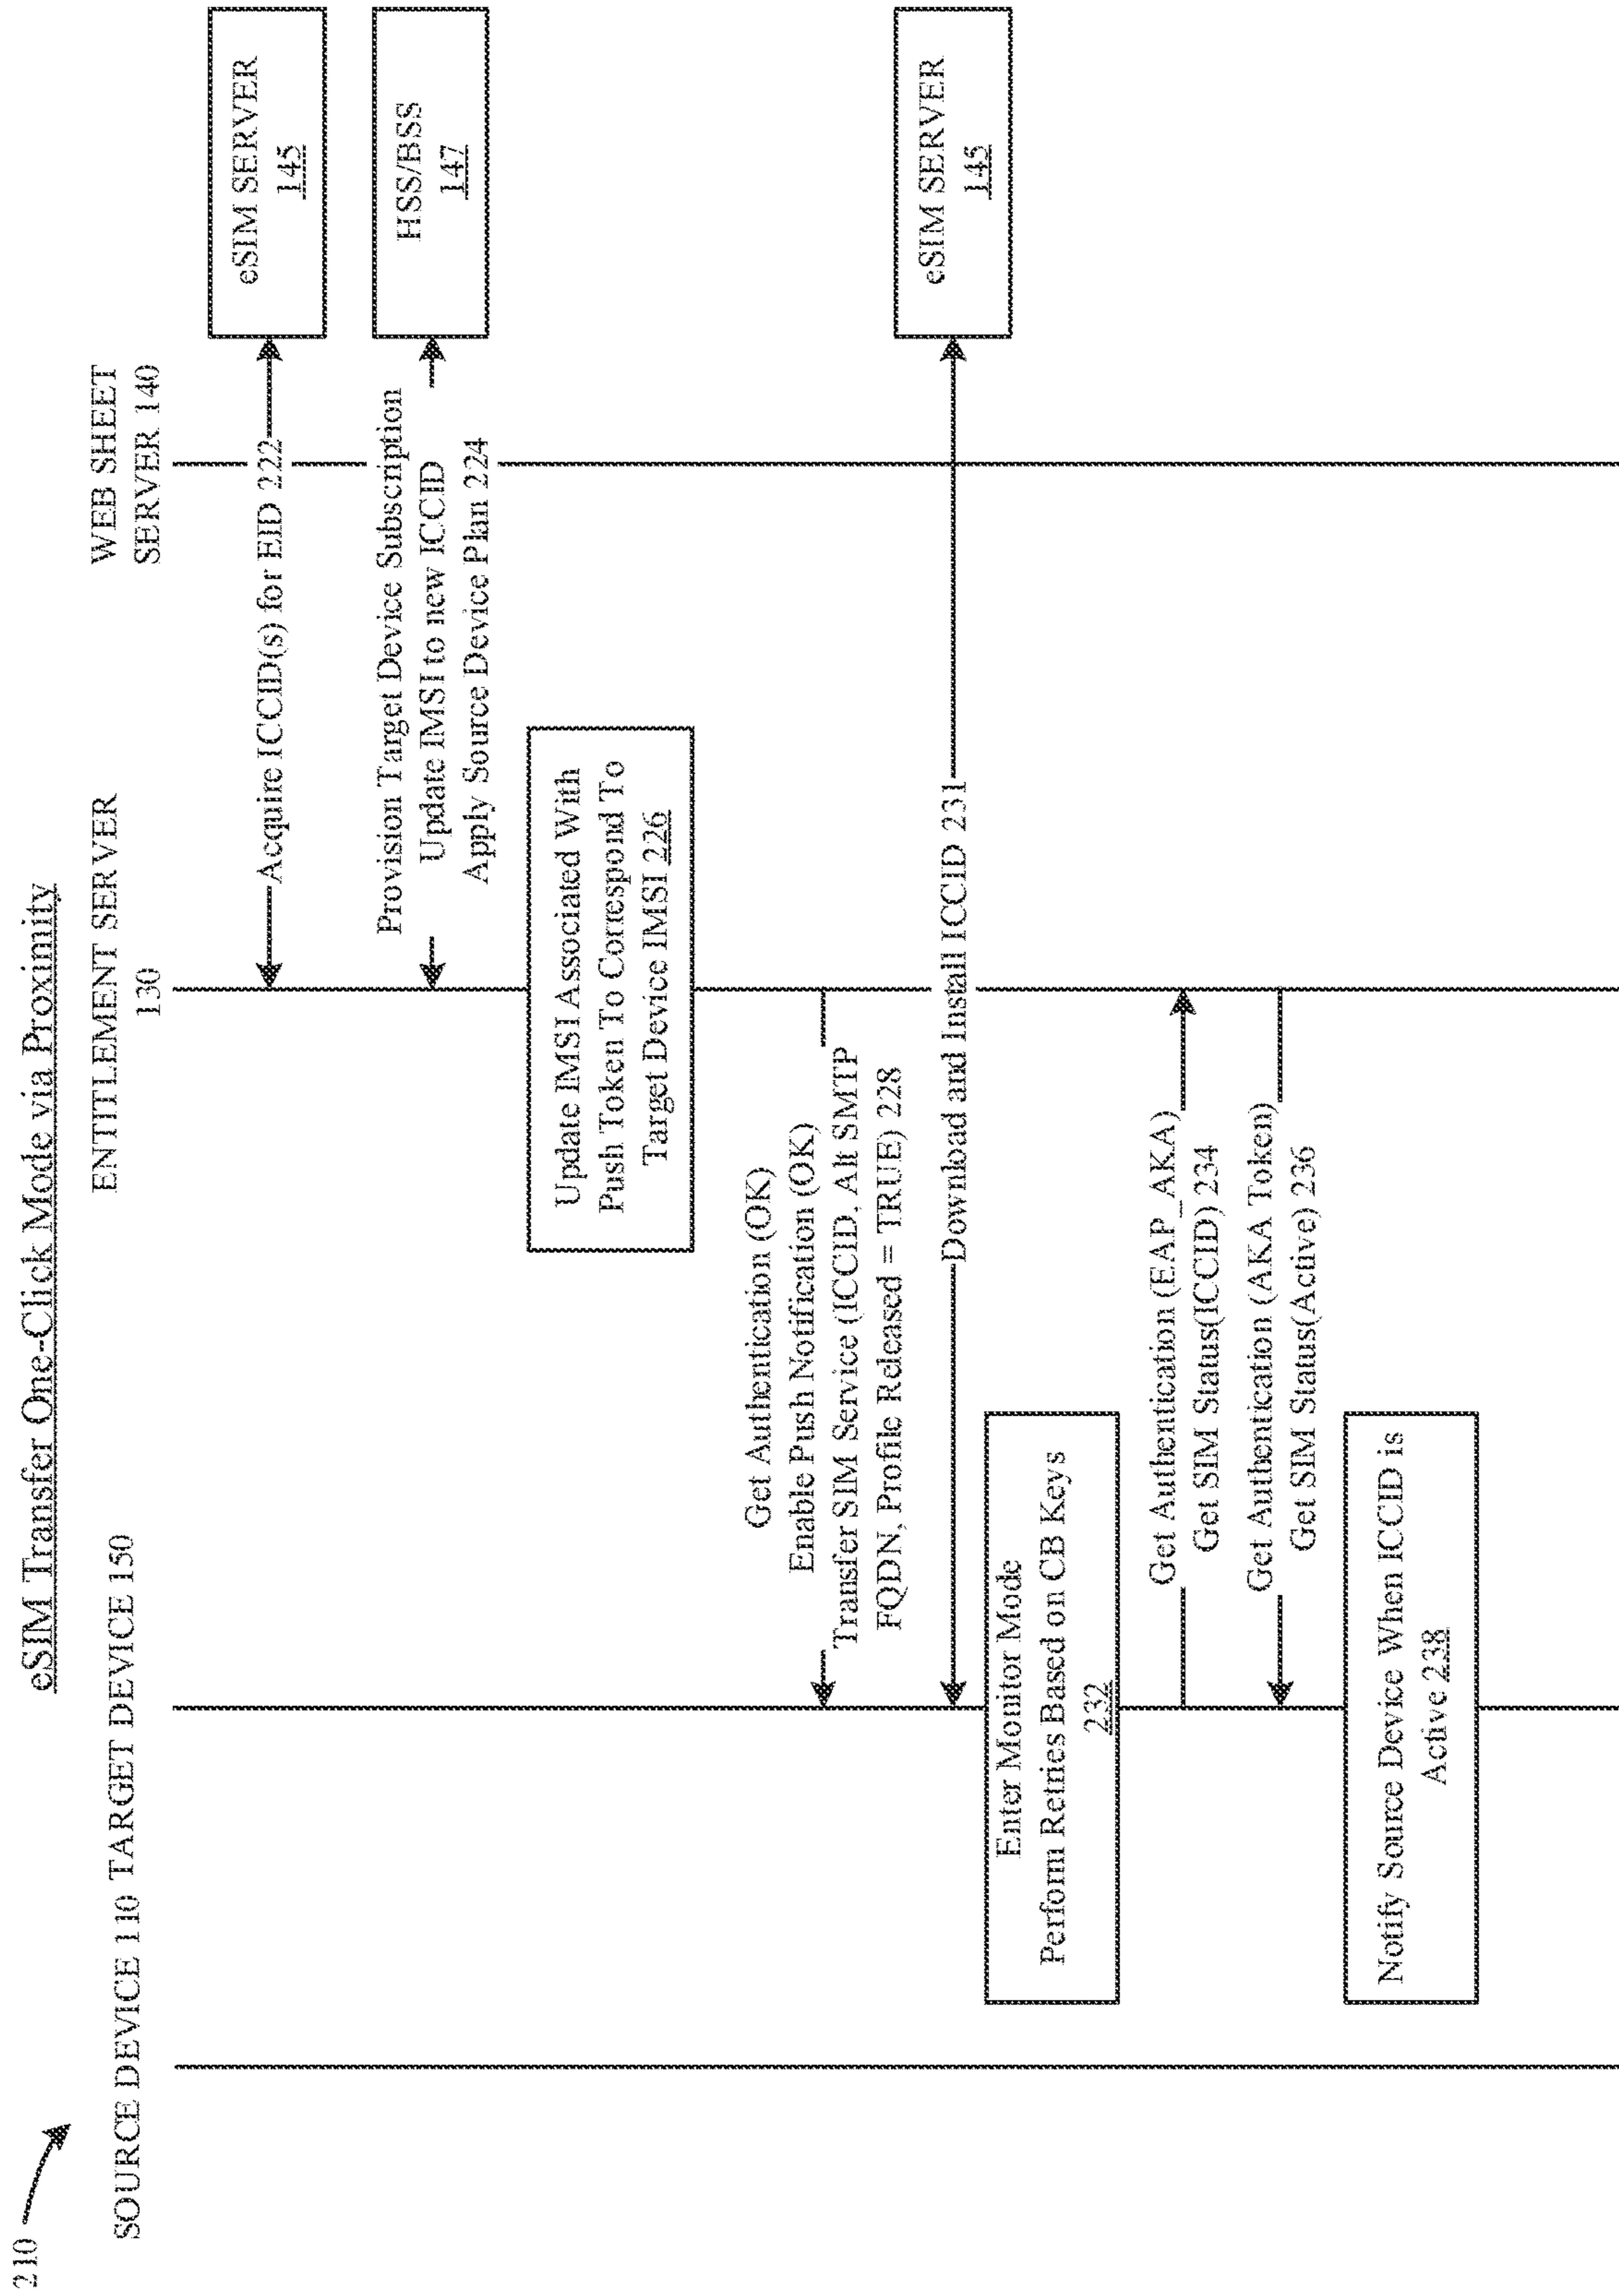 210
eSIM Transfer One-Click Mode via Proximity
SOURCE DEVICE 110
TARGET DEVICE 150
ENTITLEMENT SERVER
130
WEB SHEET
SERVER 140
Acquire ICCID(s) for EID 222
eSIM SERVER
145
Provision Target Device Subscription
Update IMSI to new ICCID
Apply Source Device Plan 224
HSS/BSS
147
Update IMSI Associated With
Push Token To Correspond To
Target Device IMSI 226
Get Authentication (OK)
Enable Push Notification (OK)
Transfer SIM Service (ICCID, Alt SMTP
FQDN, Profile Released = TRUE) 228
Download and Install ICCID 231
eSIM SERVER
145
Enter Monitor Mode
Perform Retries Based on CB Keys
232
Get Authentication (EAP_AKA)
Get SIM Status(ICCID) 234
Get Authentication (AKA Token)
Get SIM Status(Active) 236
Notify Source Device When ICCID is
Active 238